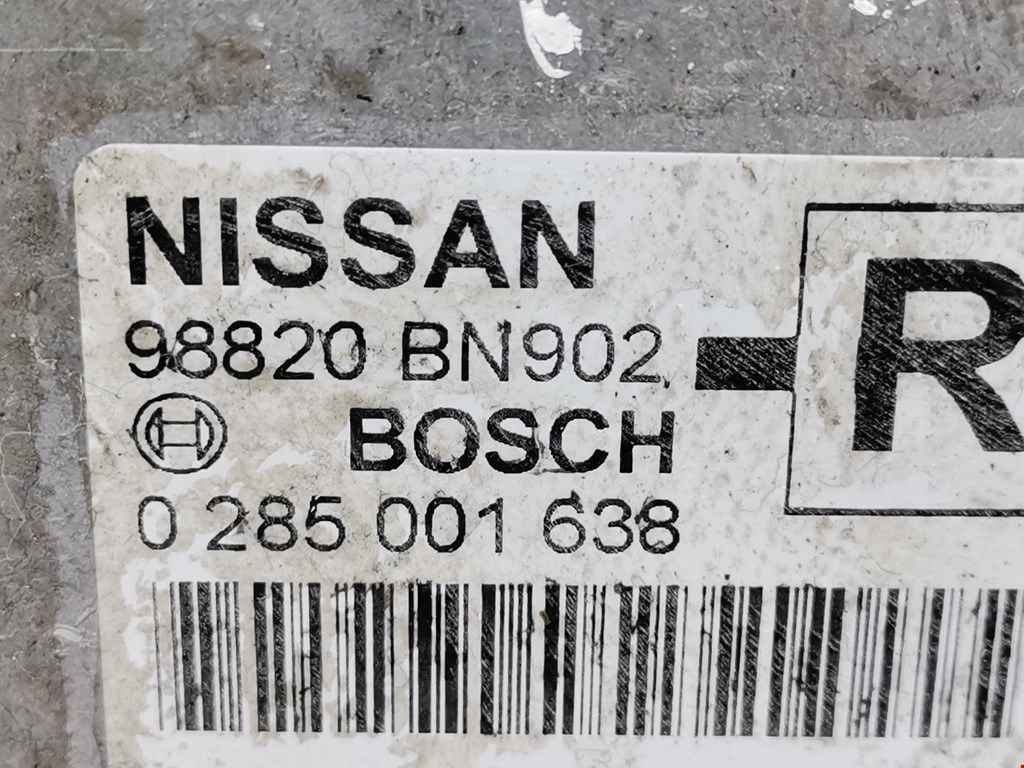 NISSAN
98820 BN902
R
BOSCH
0 285 001 638